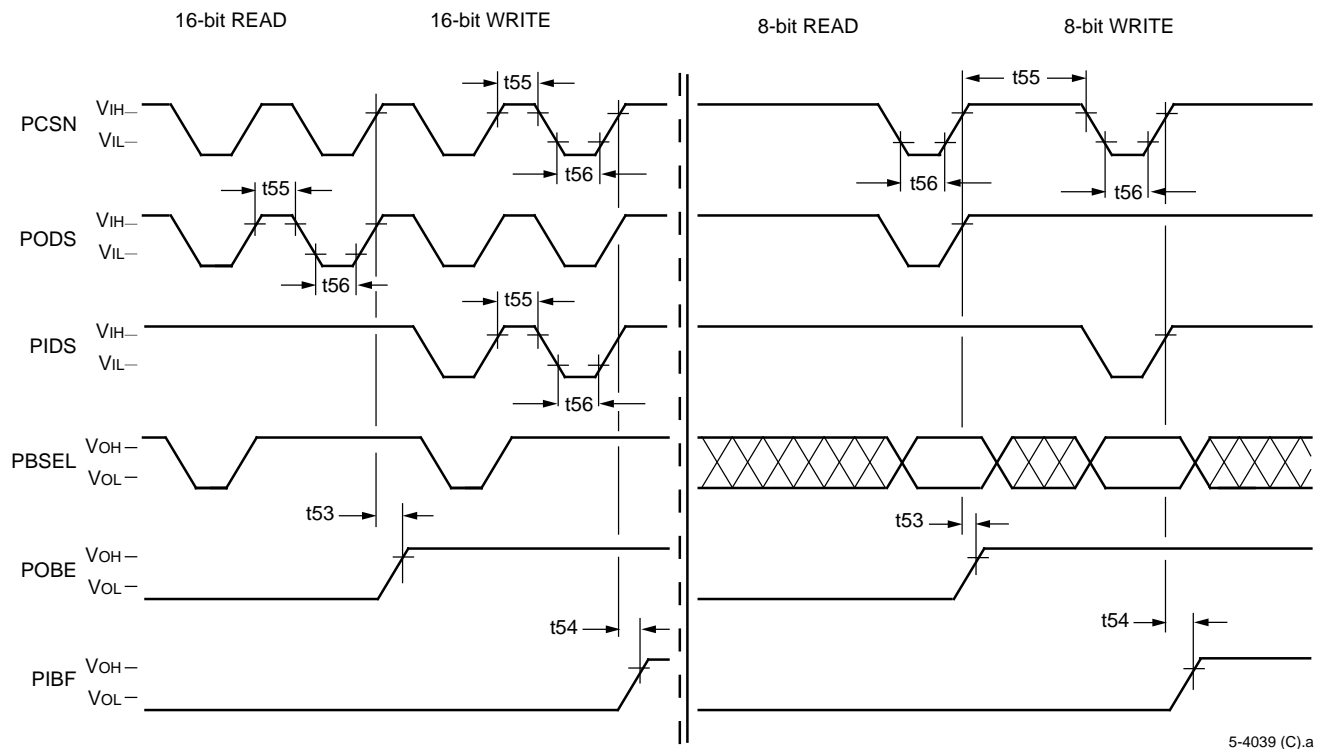 16-bit READ
16-bit WRITE
8-bit READ
8-bit WRITE
t55
t55
PCSN
VIH
VIL
t56
t56
t56
t55
PODS
VIH
VIL
t56
t55
PIDS
VIH
VIL
t56
PBSEL
VOH
VOL
t53
t53
POBE
VOH
VOL
t54
t54
PIBF
VOH
VOL
5-4039 (C).a